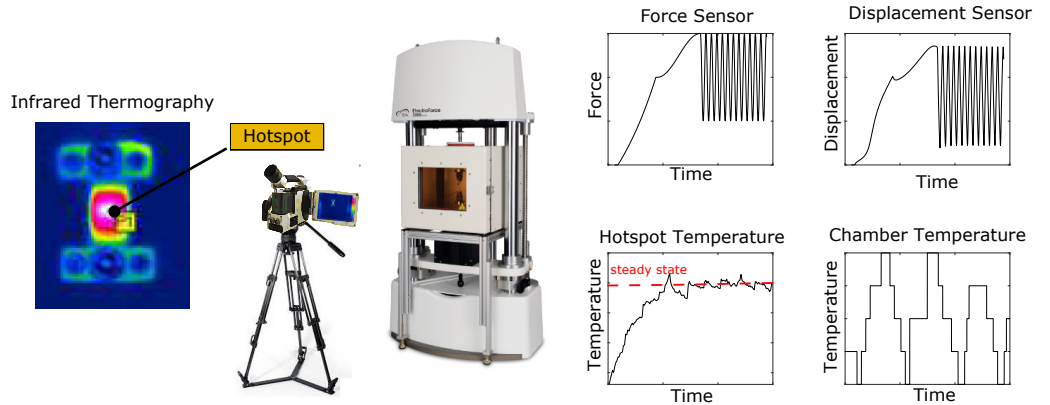 Infrared Thermography
Hotspot
ElectroForce
Force Sensor
Force
Time
Displacement Sensor
Displacement
Time
Hotspot Temperature
steady state
Temperature
Time
Chamber Temperature
Temperature
Time